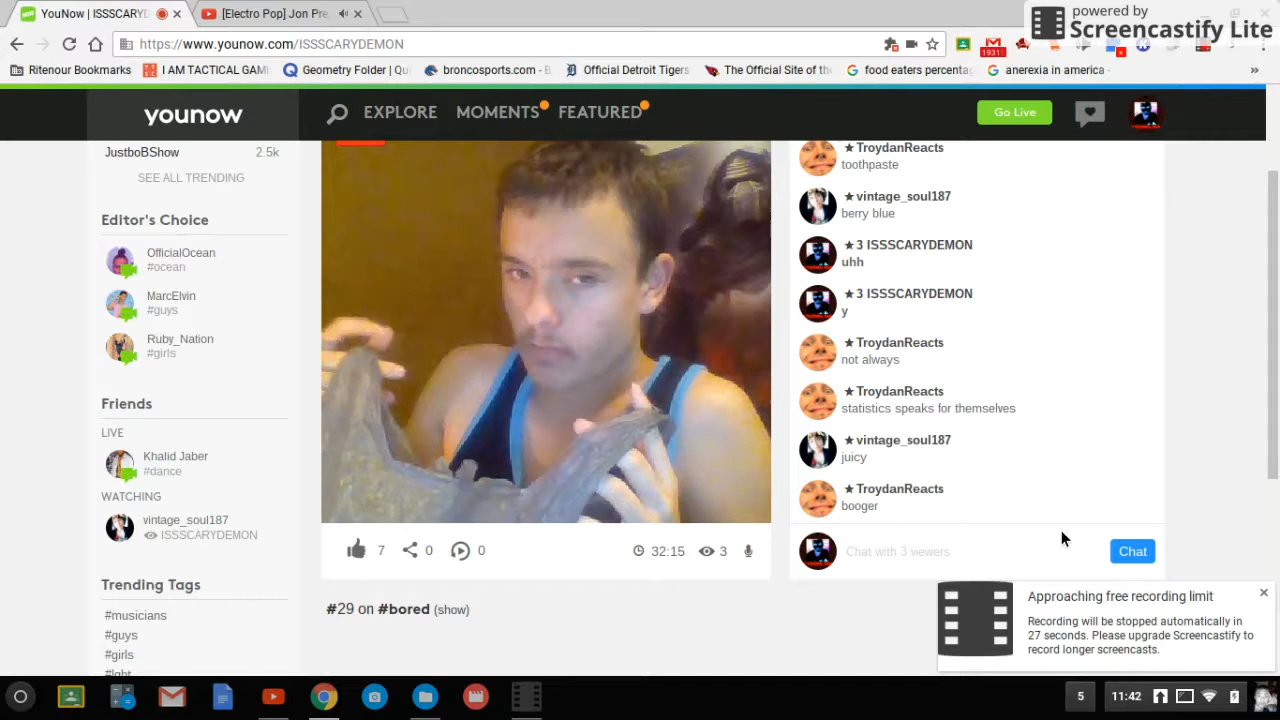 YouNow | ISSSCARYD
[Electro Pop] Jon Pre
powered by
Screencastify Lite
https://www.younow.com/ISSSCARYDEMON
1931
Ritenour Bookmarks
I AM TACTICAL GAMI
Geometry Folder | Qu
broncosports.com - B
Official Detroit Tigers
The Official Site of th
food eaters percenta
anerexia in america -
»
younow
EXPLORE
MOMENTS
FEATURED
Go Live
JustboBShow 2.5k
SEE ALL TRENDING
Editor's Choice
OfficialOcean
#ocean
MarcElvin
#guys
Ruby_Nation
#girls
Friends
LIVE
Khalid Jaber
#dance
WATCHING
vintage_soul187
ISSSCARYDEMON
Trending Tags
#musicians
#guys
#girls
#lgbt
7
0
0
32:15
3
#29 on #bored (show)
★TroydanReacts
toothpaste
★vintage_soul187
berry blue
★3 ISSSCARYDEMON
uhh
★3 ISSSCARYDEMON
y
★TroydanReacts
not always
★TroydanReacts
statistics speaks for themselves
★vintage_soul187
juicy
★TroydanReacts
booger
Chat with 3 viewers
Chat
Approaching free recording limit
Recording will be stopped automatically in
27 seconds. Please upgrade Screencastify to
record longer screencasts.
5
11:42